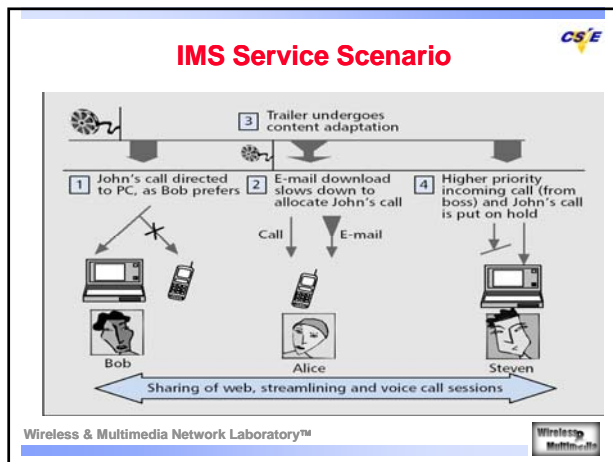 CS/E
IMS Service Scenario
3 Trailer undergoes
content adaptation
1 John's call directed
to PC, as Bob prefers
2 E-mail download
slows down to
allocate John's call
4 Higher priority
incoming call (from
boss) and John's call
is put on hold
Call
E-mail
Bob
Alice
Steven
Sharing of web, streamlining and voice call sessions
Wireless & Multimedia Network Laboratory™
Wireless
Multimedia